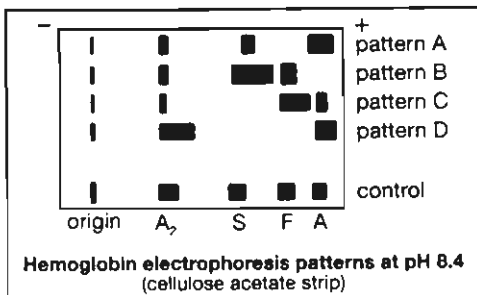 − +
pattern A
pattern B
pattern C
pattern D
control
origin A₂ S F A
Hemoglobin electrophoresis patterns at pH 8.4
(cellulose acetate strip)